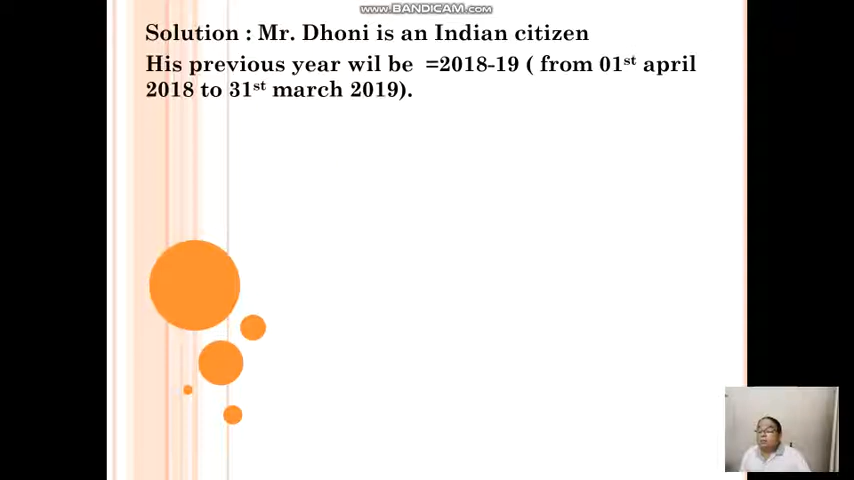 www.BANDICAM.com
Solution : Mr. Dhoni is an Indian citizen
His previous year wil be =2018-19 ( from 01st april
2018 to 31st march 2019).